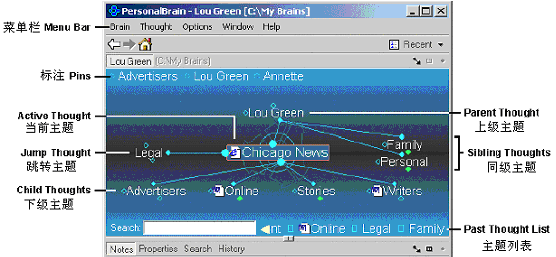 PersonalBrain - Lou Green [C:\My Brains]
菜单栏 Menu Bar
Brain Thought Options Window Help
Recent
Lou Green (C:\My Brains)
标注 Pins
Advertisers Lou Green Annette
Active Thought
当前主题
Lou Green
Parent Thought
上级主题
Jump Thought
跳转主题
Legal
Chicago News
Family
Personal
Sibling Thoughts
同级主题
Child Thoughts
下级主题
Advertisers Online Stories Writers
Search:
nt Online Legal Family
Past Thought List
主题列表
Notes Properties Search History